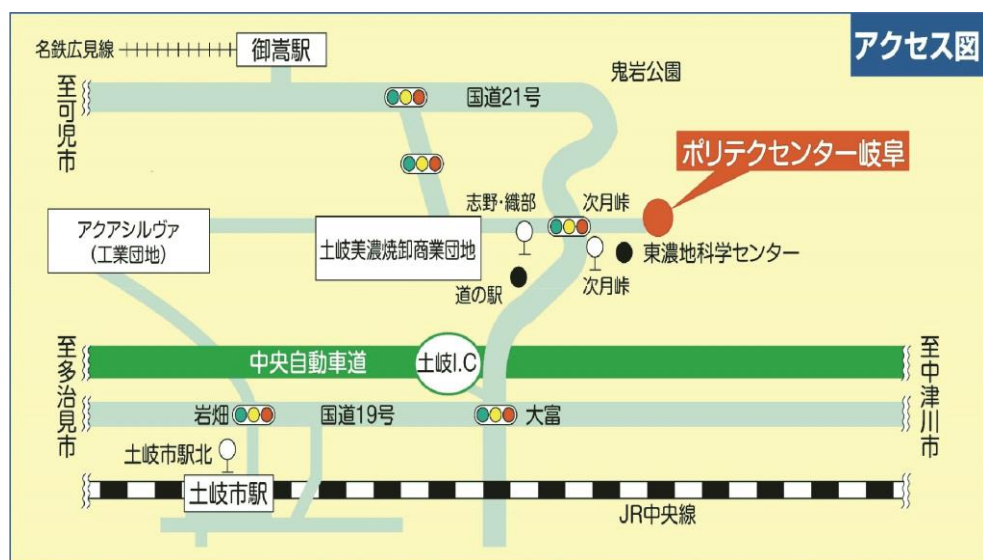 アクセス図
名鉄広見線
御嵩駅
鬼岩公園
至可児市
国道21号
ポリテクセンター岐阜
志野・織部
次月峠
アクアシルヴァ
(工業団地)
土岐美濃焼卸商業団地
東濃地科学センター
道の駅
次月峠
至多治見市
中央自動車道
土岐I.C
至中津川市
岩畑
国道19号
大富
土岐市駅北
土岐市駅
JR中央線